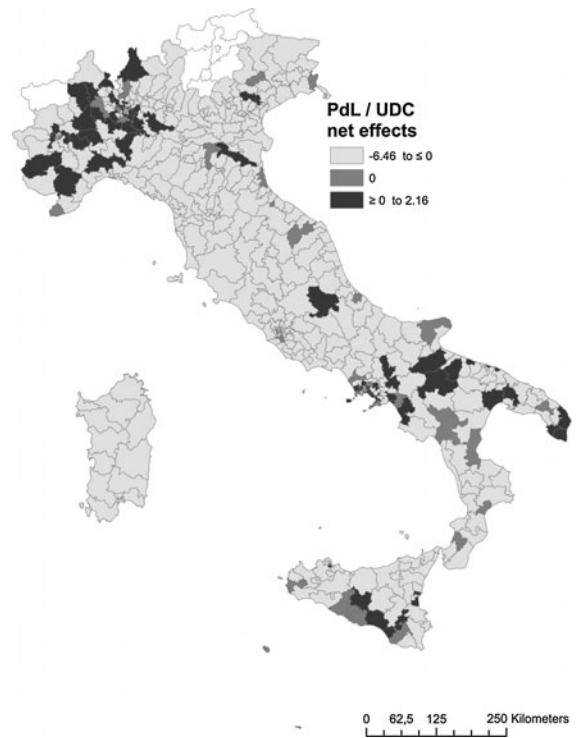 PdL / UDC
net effects
-6.46 to ≤ 0
0
≥ 0 to 2.16
0 62,5 125 250 Kilometers